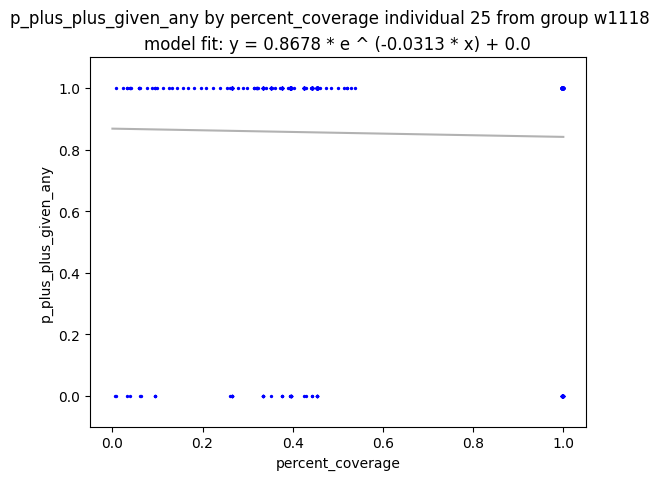 p_plus_plus_given_any by percent_coverage individual 25 from group w1118
model fit: y = 0.8678 * e ^ (-0.0313 * x) + 0.0
1.0
0.8
0.6
0.4
0.2
0.0
p_plus_plus_given_any
0.0 0.2 0.4 0.6 0.8 1.0
percent_coverage